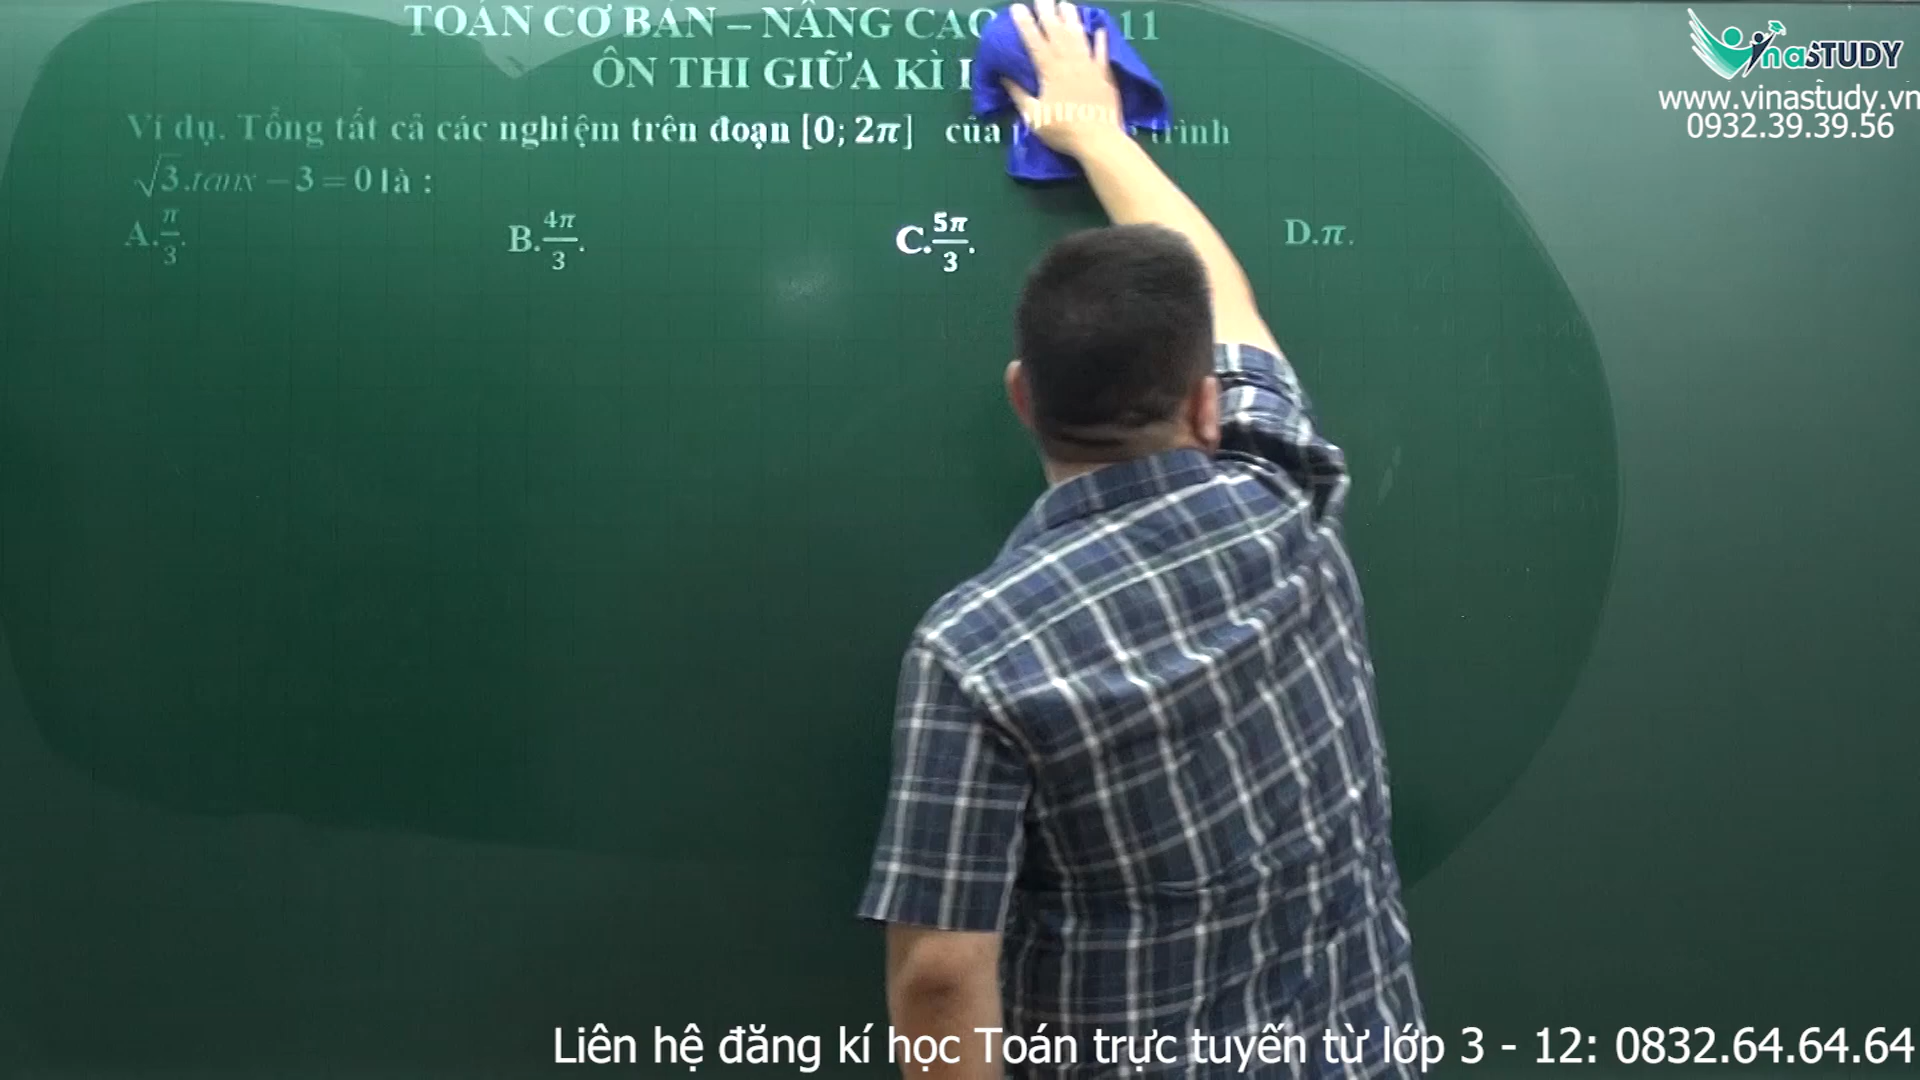 TOÁN CƠ BẢN – NÂNG CAO 11
ÔN THI GIỮA KÌ I
Ví dụ. Tổng tất cả các nghiệm trên đoạn [0; 2π] của phương trình
√3.tanx − 3 = 0 là :
A. π/3. B. 4π/3. C. 5π/3. D. π.
VinaSTUDY
www.vinastudy.vn
0932.39.39.56
Liên hệ đăng kí học Toán trực tuyến từ lớp 3 - 12: 0832.64.64.64